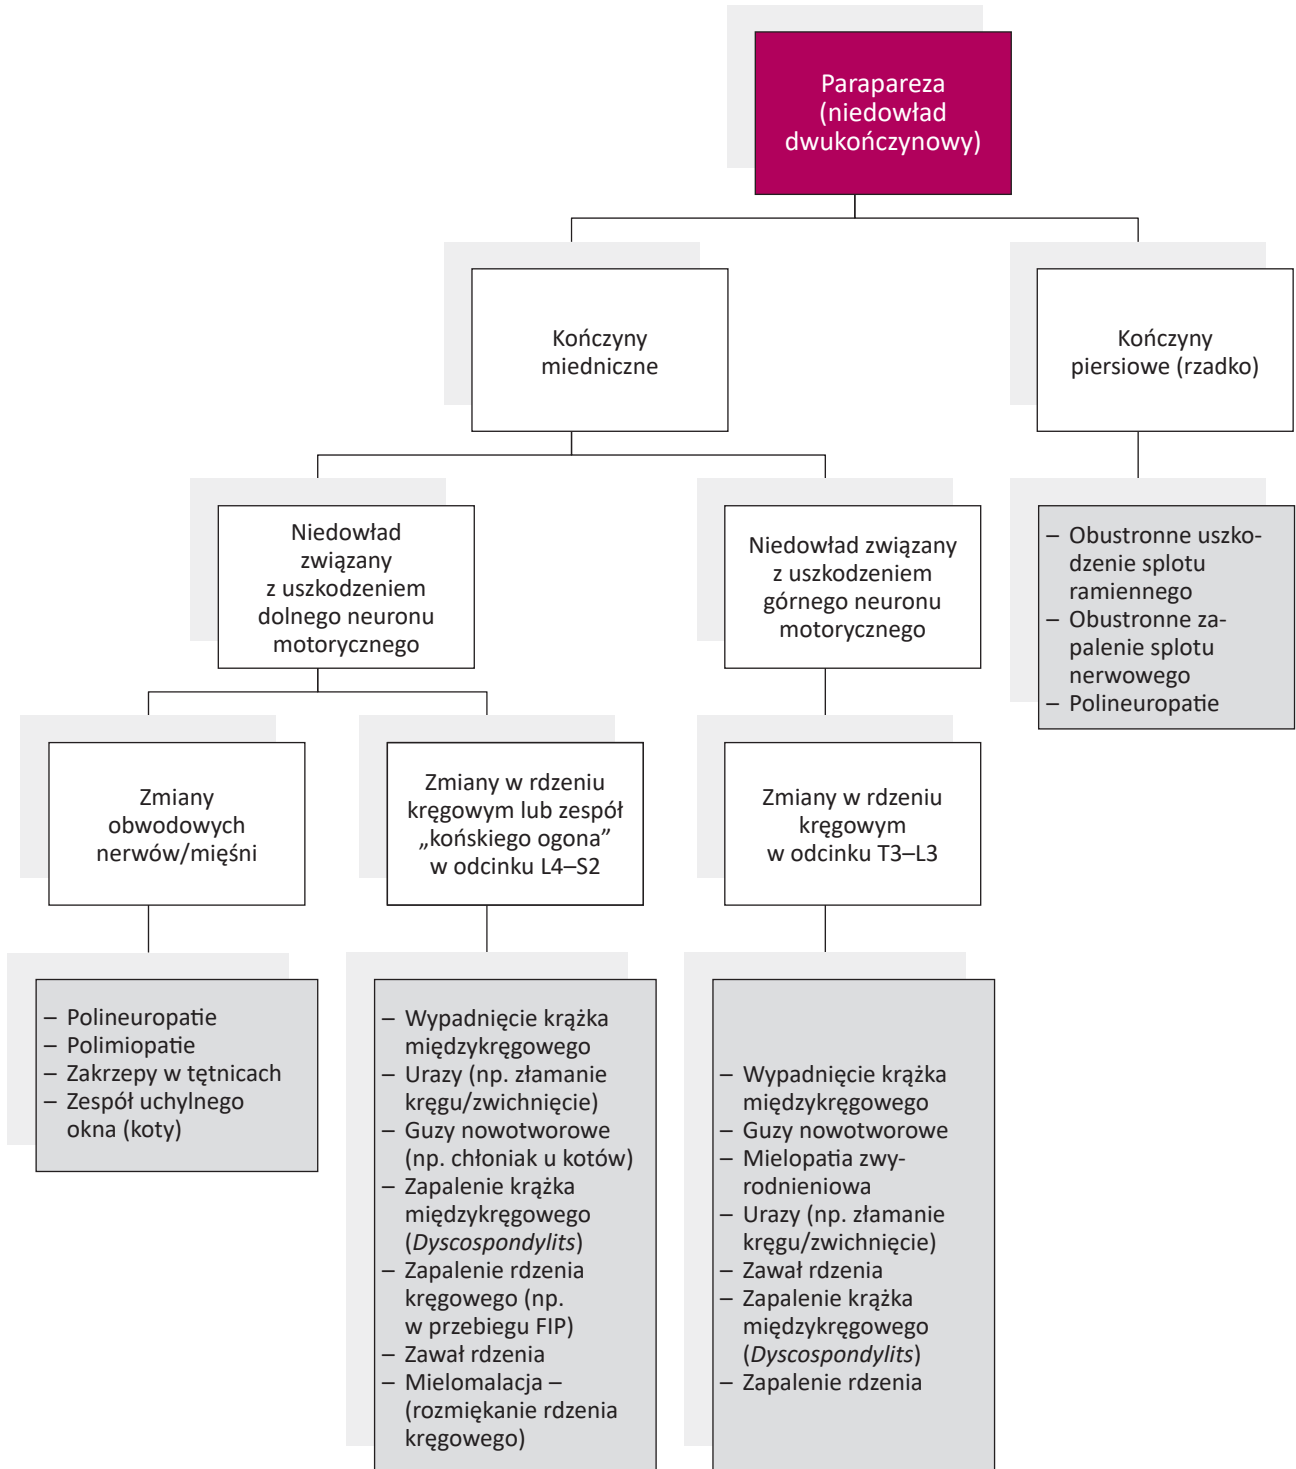 Parapareza
(niedowład
dwukończynowy)
Kończyny
miedniczne
Kończyny
piersiowe (rzadko)
Niedowład
związany
z uszkodzeniem
dolnego neuronu
motorycznego
Niedowład związany
z uszkodzeniem
górnego neuronu
motorycznego
– Obustronne uszko-
dzenie splotu
ramiennego
– Obustronne za-
palenie splotu
nerwowego
– Polineuropatie
Zmiany
obwodowych
nerwów/mięśni
Zmiany w rdzeniu
kręgowym lub zespół
„końskiego ogona”
w odcinku L4–S2
Zmiany w rdzeniu
kręgowym
w odcinku T3–L3
– Polineuropatie
– Polimiopatie
– Zakrzepy w tętnicach
– Zespół uchylnego
okna (koty)
– Wypadnięcie krążka
międzykręgowego
– Urazy (np. złamanie
kręgu/zwichnięcie)
– Guzy nowotworowe
(np. chłoniak u kotów)
– Zapalenie krążka
międzykręgowego
(Dyscospondylits)
– Zapalenie rdzenia
kręgowego (np.
w przebiegu FIP)
– Zawał rdzenia
– Mielomalacja –
(rozmiękanie rdzenia
kręgowego)
– Wypadnięcie krążka
międzykręgowego
– Guzy nowotworowe
– Mielopatia zwy-
rodnieniowa
– Urazy (np. złamanie
kręgu/zwichnięcie)
– Zawał rdzenia
– Zapalenie krążka
międzykręgowego
(Dyscospondylits)
– Zapalenie rdzenia